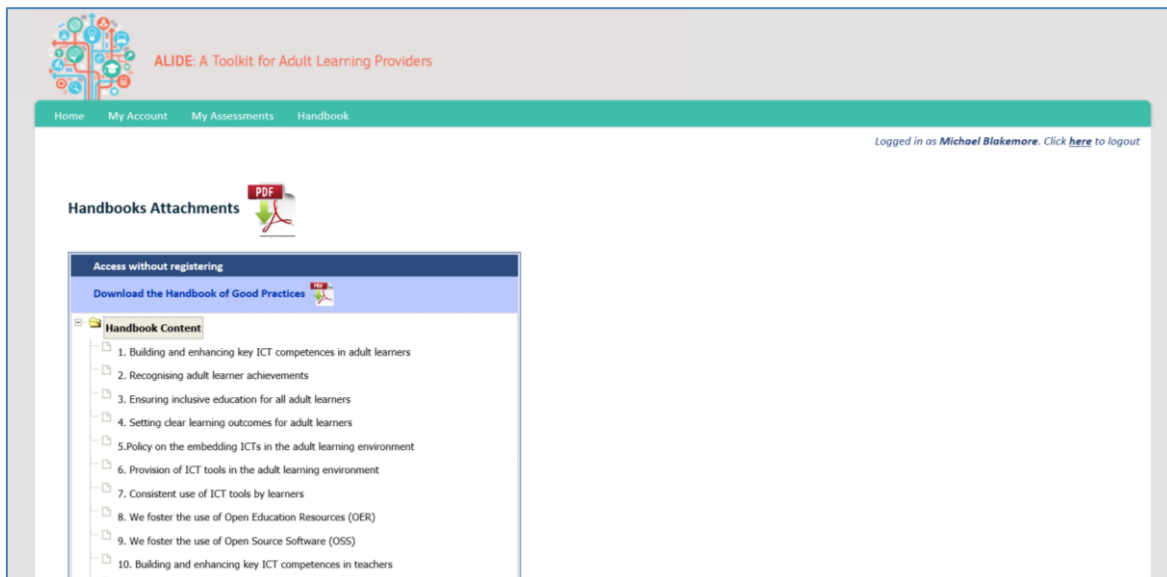 ALIDE: A Toolkit for Adult Learning Providers
Home My Account My Assessments Handbook
Logged in as Michael Blakemore. Click here to logout
Handbooks Attachments PDF
Access without registering
Download the Handbook of Good Practices PDF
Handbook Content
1. Building and enhancing key ICT competences in adult learners
2. Recognising adult learner achievements
3. Ensuring inclusive education for all adult learners
4. Setting clear learning outcomes for adult learners
5.Policy on the embedding ICTs in the adult learning environment
6. Provision of ICT tools in the adult learning environment
7. Consistent use of ICT tools by learners
8. We foster the use of Open Education Resources (OER)
9. We foster the use of Open Source Software (OSS)
10. Building and enhancing key ICT competences in teachers